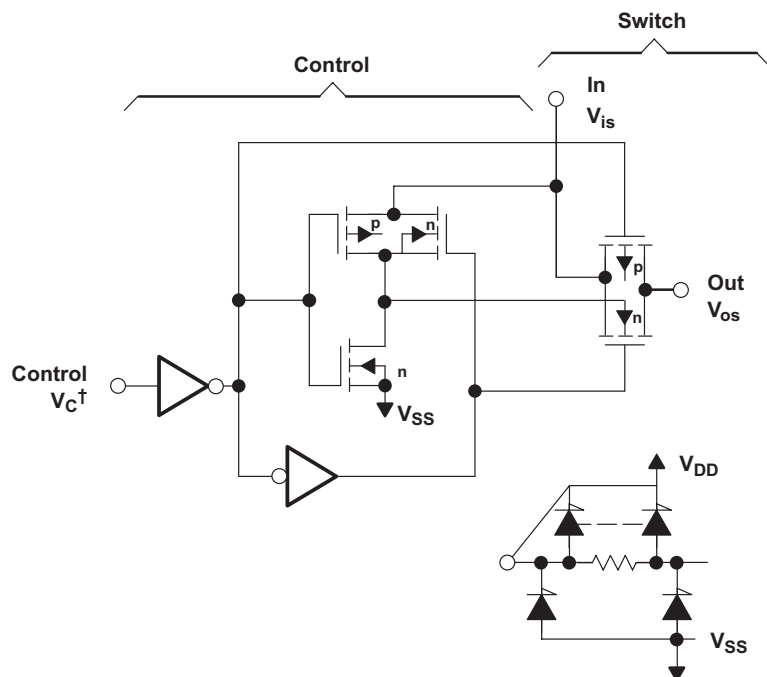 Switch
Control
In
Vis
p
n
p
n
Out
Vos
Control
VC†
n
VSS
VDD
VSS